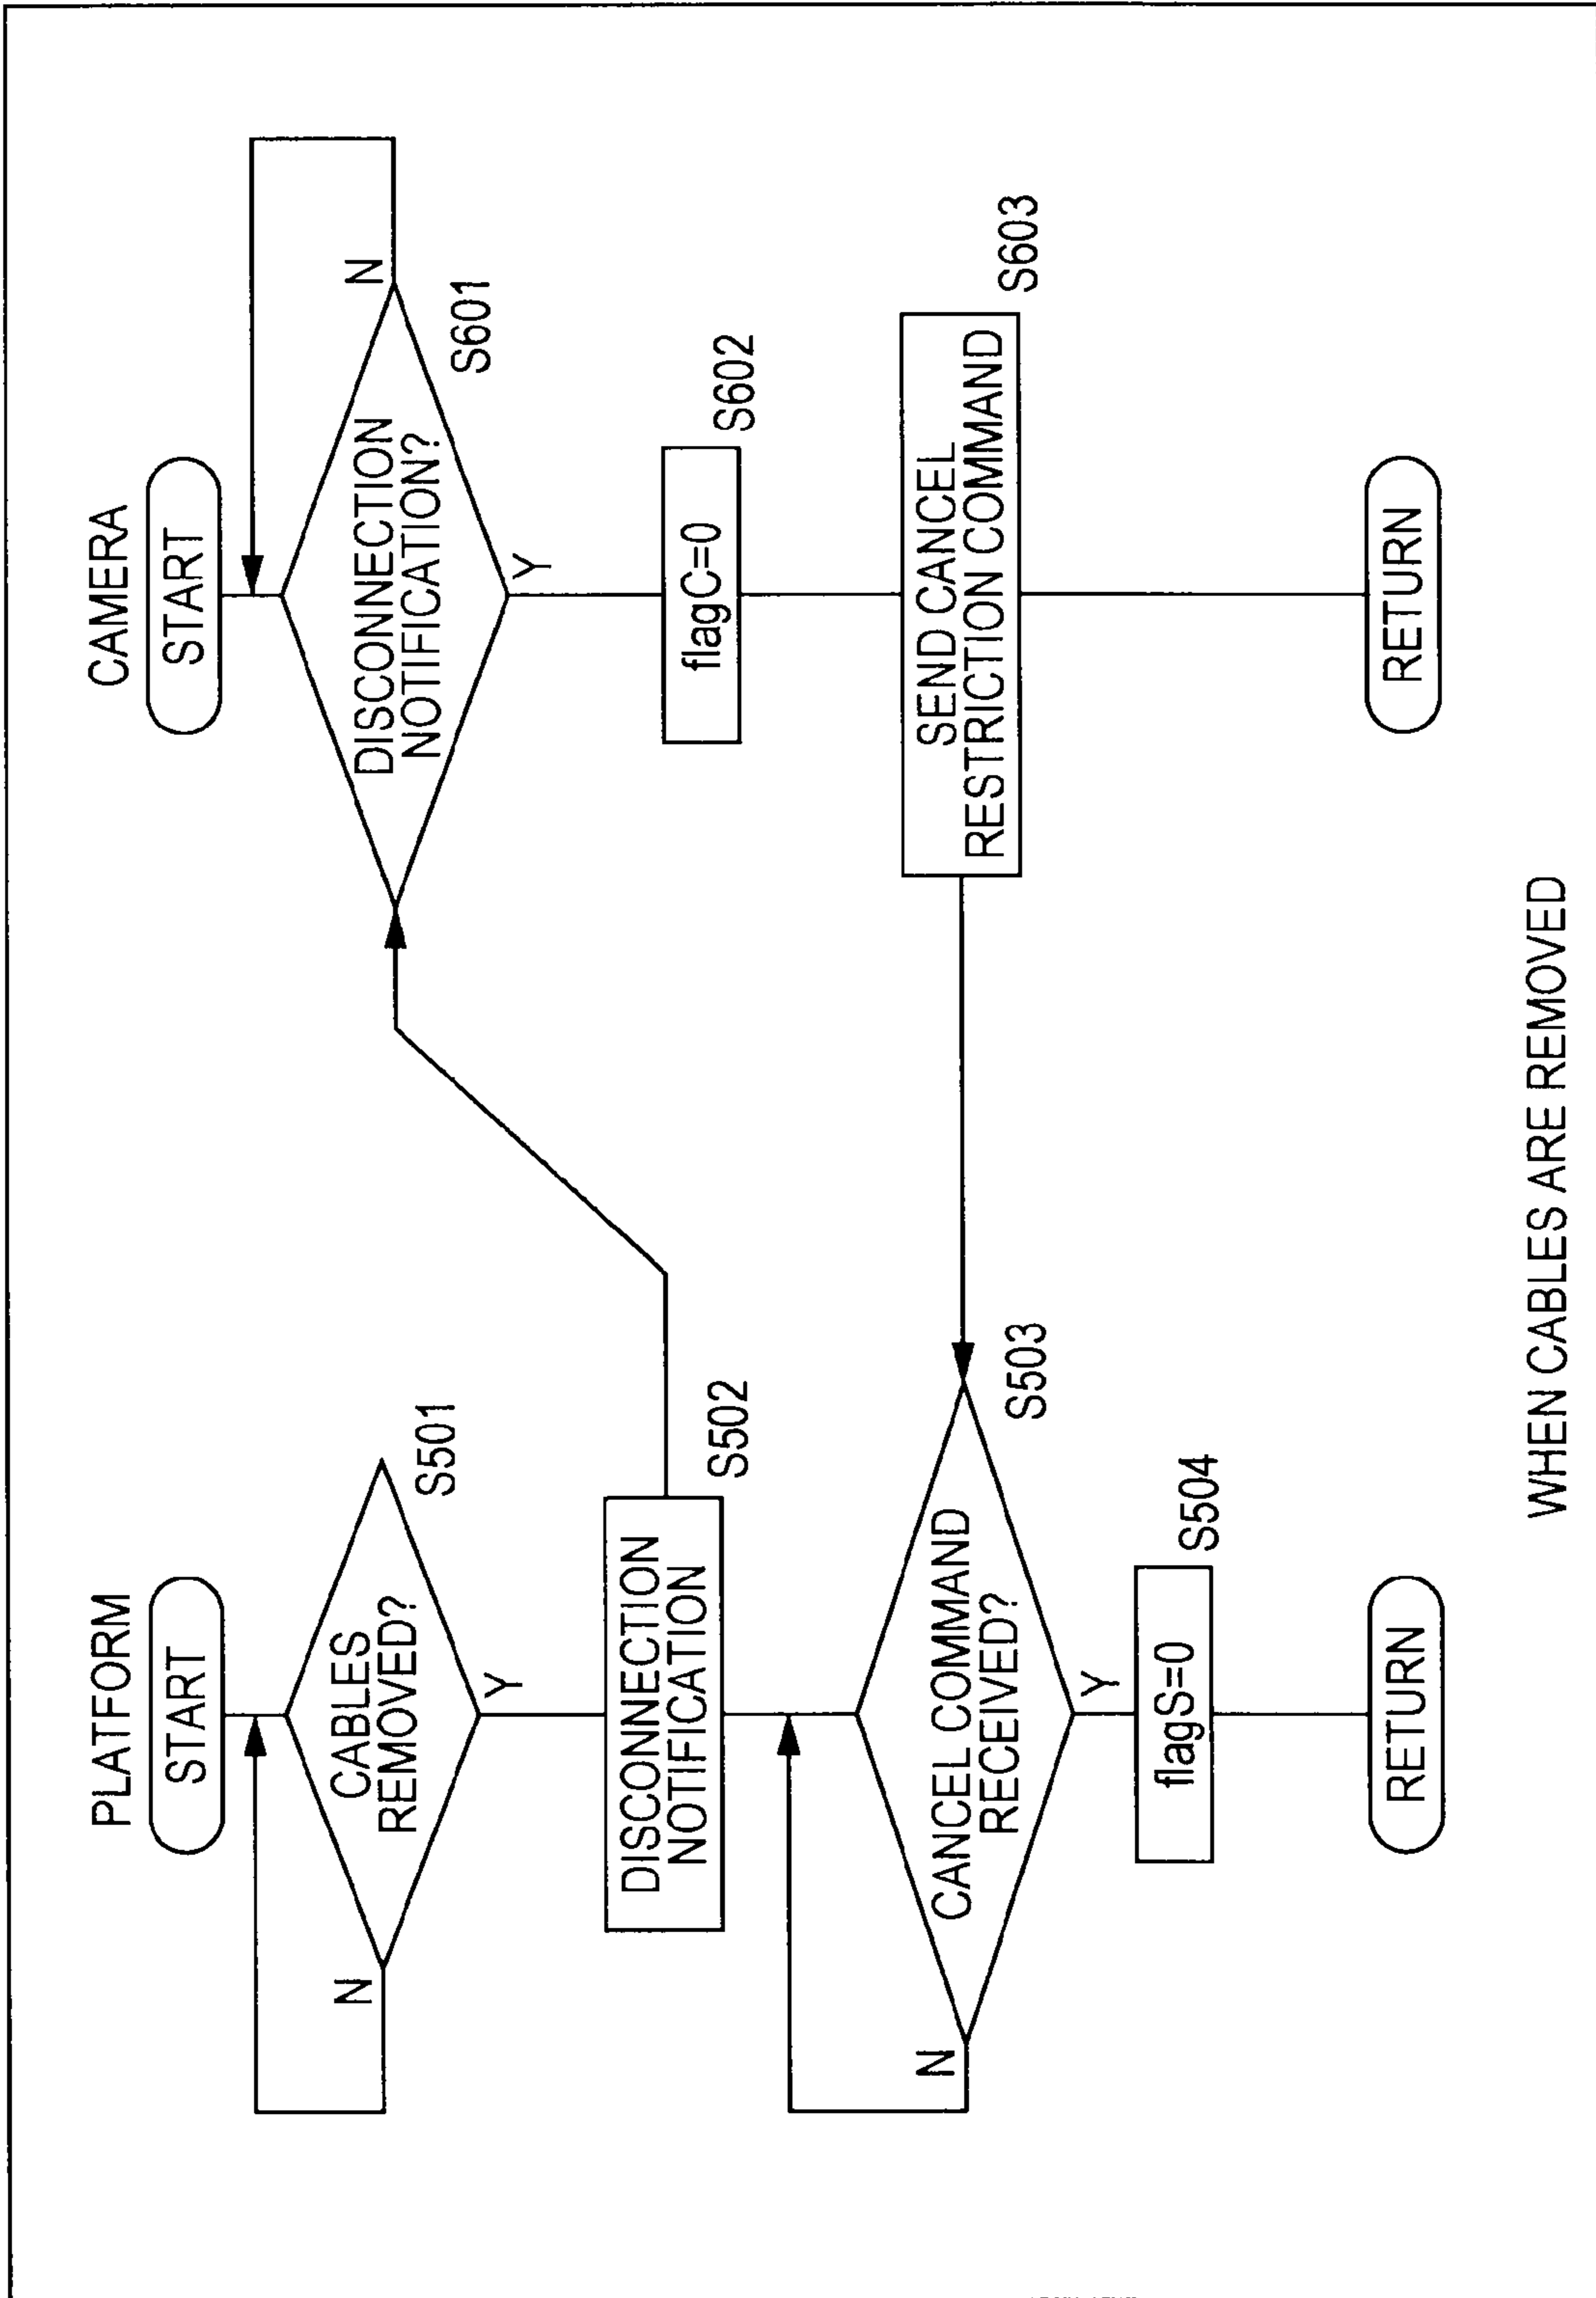 PLATFORM
START
CABLES
REMOVED?
S501
N
Y
DISCONNECTION
NOTIFICATION
S502
CANCEL COMMAND
RECEIVED?
S503
N
Y
flagS=0
S504
RETURN
CAMERA
START
DISCONNECTION
NOTIFICATION?
S601
N
Y
flagC=0
S602
SEND CANCEL
RESTRICTION COMMAND
S603
RETURN
WHEN CABLES ARE REMOVED